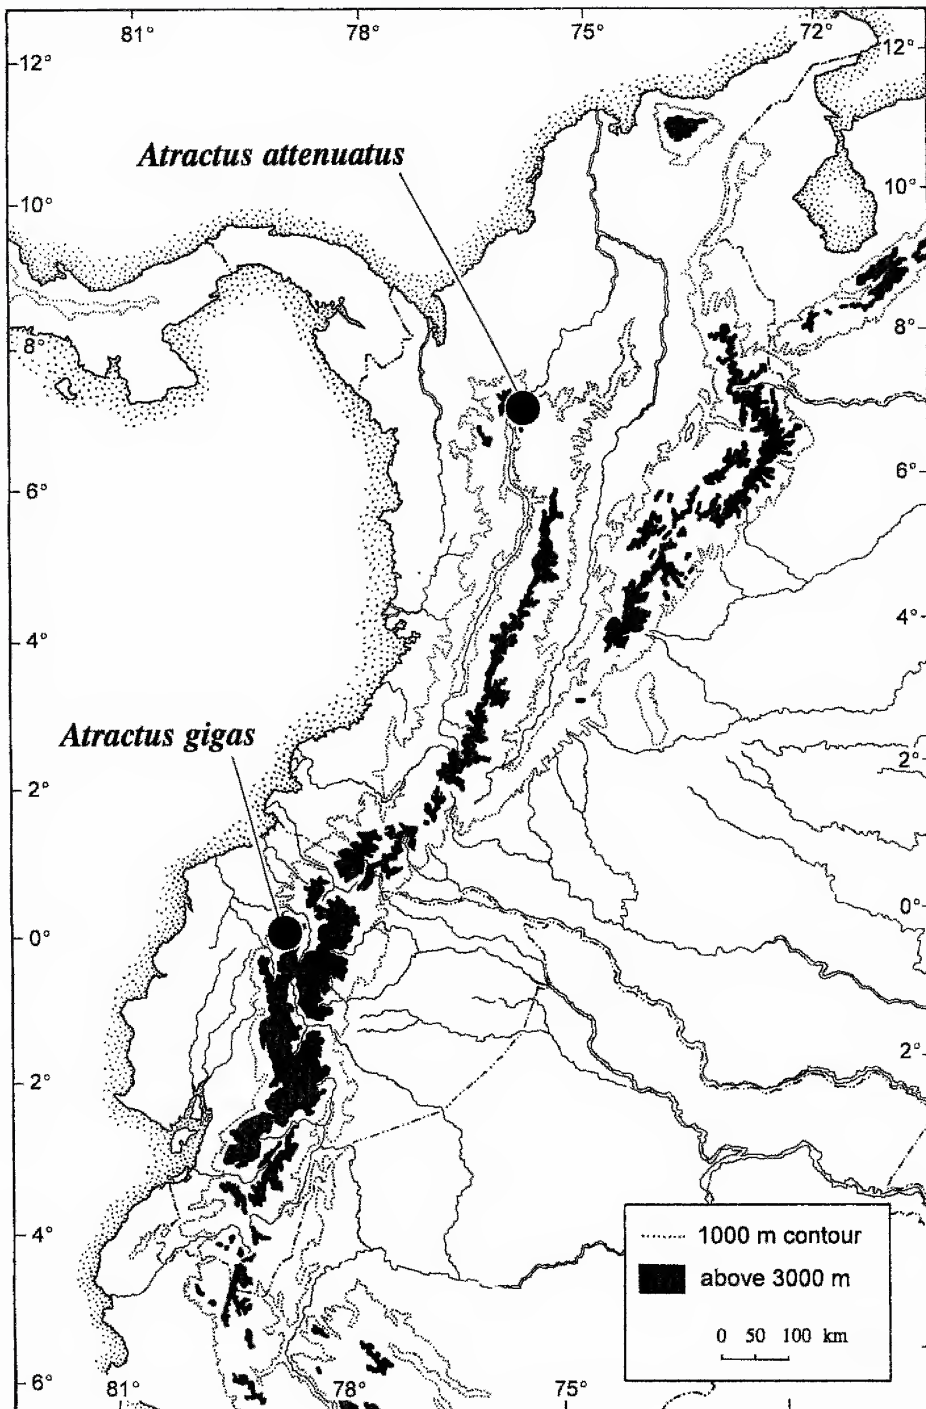 81° 78° 75° 72°
12° 12°
Atractus attenuatus
10° 10°
8° 8°
6° 6°
4° 4°
Atractus gigas
2° 2°
0° 0°
2° 2°
4°
1000 m contour
above 3000 m
0 50 100 km
6° 81° 78° 75°